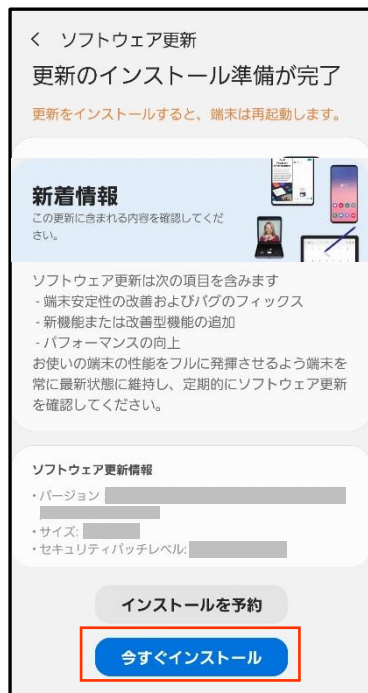 ソフトウェア更新
更新のインストール準備が完了
更新をインストールすると、端末は再起動します。
新着情報
この更新に含まれる内容を確認してくだ
さい。
ソフトウェア更新は次の項目を含みます
- 端末安定性の改善およびバグのフィックス
- 新機能または改善型機能の追加
- パフォーマンスの向上
お使いの端末の性能をフルに発揮させるよう端末を
常に最新状態に維持し、定期的にソフトウェア更新
を確認してください。
ソフトウェア更新情報
・バージョン:
・サイズ:
・セキュリティパッチレベル:
インストールを予約
今すぐインストール